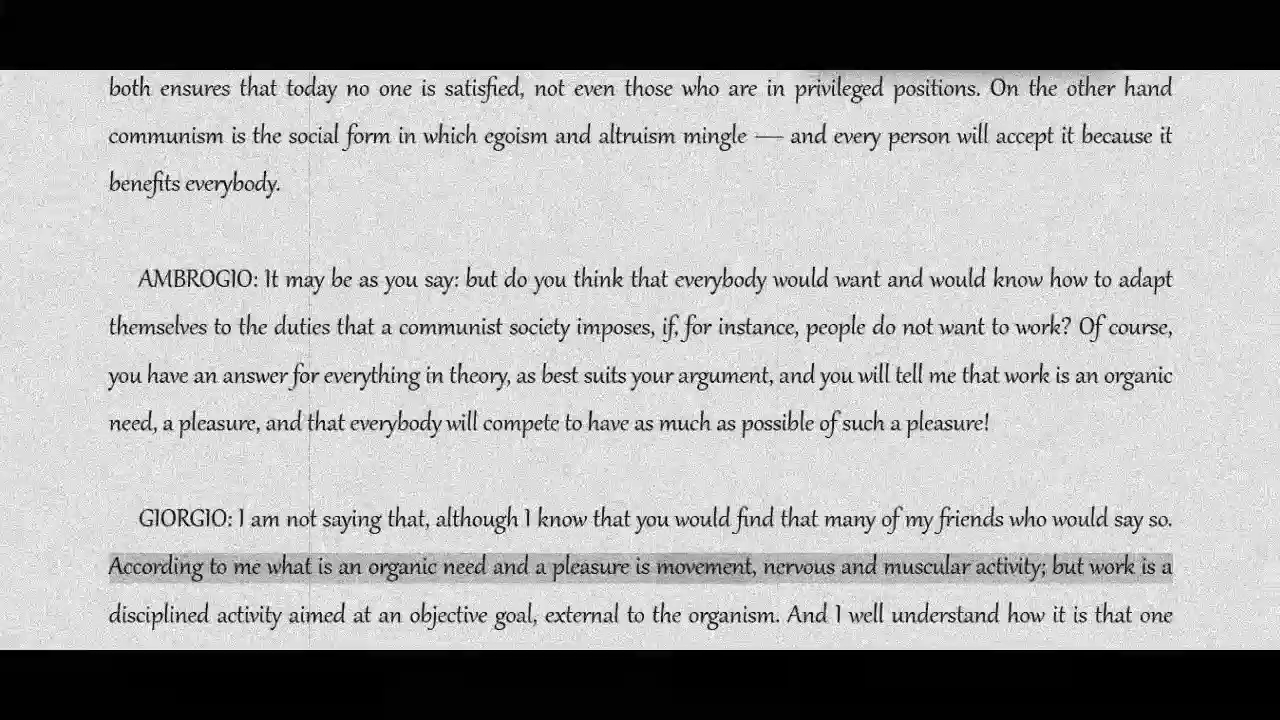 both ensures that today no one is satisfied, not even those who are in privileged positions. On the other hand
communism is the social form in which egoism and altruism mingle — and every person will accept it because it
benefits everybody.
AMBROGIO: It may be as you say: but do you think that everybody would want and would know how to adapt
themselves to the duties that a communist society imposes, if, for instance, people do not want to work? Of course,
you have an answer for everything in theory, as best suits your argument, and you will tell me that work is an organic
need, a pleasure, and that everybody will compete to have as much as possible of such a pleasure!
GIORGIO: I am not saying that, although I know that you would find that many of my friends who would say so.
According to me what is an organic need and a pleasure is movement, nervous and muscular activity; but work is a
disciplined activity aimed at an objective goal, external to the organism. And I well understand how it is that one